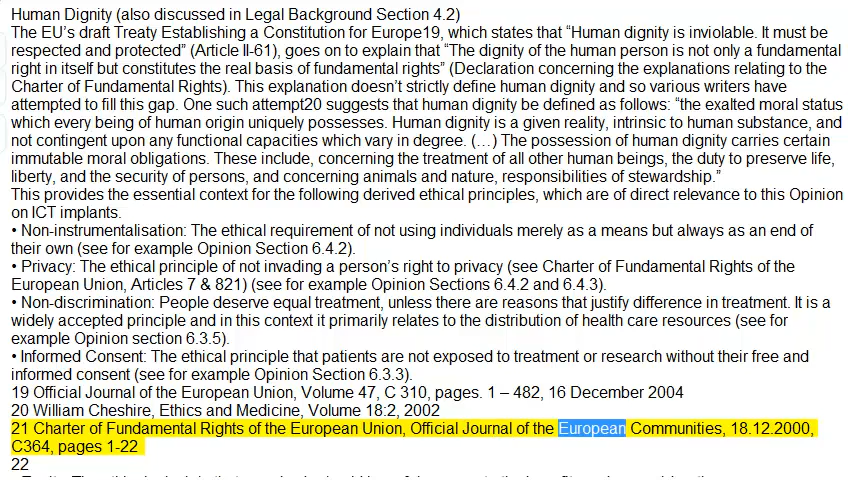 Human Dignity (also discussed in Legal Background Section 4.2)
The EU's draft Treaty Establishing a Constitution for Europe19, which states that “Human dignity is inviolable. It must be
respected and protected” (Article II-61), goes on to explain that “The dignity of the human person is not only a fundamental
right in itself but constitutes the real basis of fundamental rights” (Declaration concerning the explanations relating to the
Charter of Fundamental Rights). This explanation doesn’t strictly define human dignity and so various writers have
attempted to fill this gap. One such attempt20 suggests that human dignity be defined as follows: “the exalted moral status
which every being of human origin uniquely possesses. Human dignity is a given reality, intrinsic to human substance, and
not contingent upon any functional capacities which vary in degree. (…) The possession of human dignity carries certain
immutable moral obligations. These include, concerning the treatment of all other human beings, the duty to preserve life,
liberty, and the security of persons, and concerning animals and nature, responsibilities of stewardship.”
This provides the essential context for the following derived ethical principles, which are of direct relevance to this Opinion
on ICT implants.
• Non-instrumentalisation: The ethical requirement of not using individuals merely as a means but always as an end of
their own (see for example Opinion Section 6.4.2).
• Privacy: The ethical principle of not invading a person’s right to privacy (see Charter of Fundamental Rights of the
European Union, Articles 7 & 821) (see for example Opinion Sections 6.4.2 and 6.4.3).
• Non-discrimination: People deserve equal treatment, unless there are reasons that justify difference in treatment. It is a
widely accepted principle and in this context it primarily relates to the distribution of health care resources (see for
example Opinion section 6.3.5).
• Informed Consent: The ethical principle that patients are not exposed to treatment or research without their free and
informed consent (see for example Opinion Section 6.3.3).
19 Official Journal of the European Union, Volume 47, C 310, pages. 1 – 482, 16 December 2004
20 William Cheshire, Ethics and Medicine, Volume 18:2, 2002
21 Charter of Fundamental Rights of the European Union, Official Journal of the European Communities, 18.12.2000,
C364, pages 1-22
22